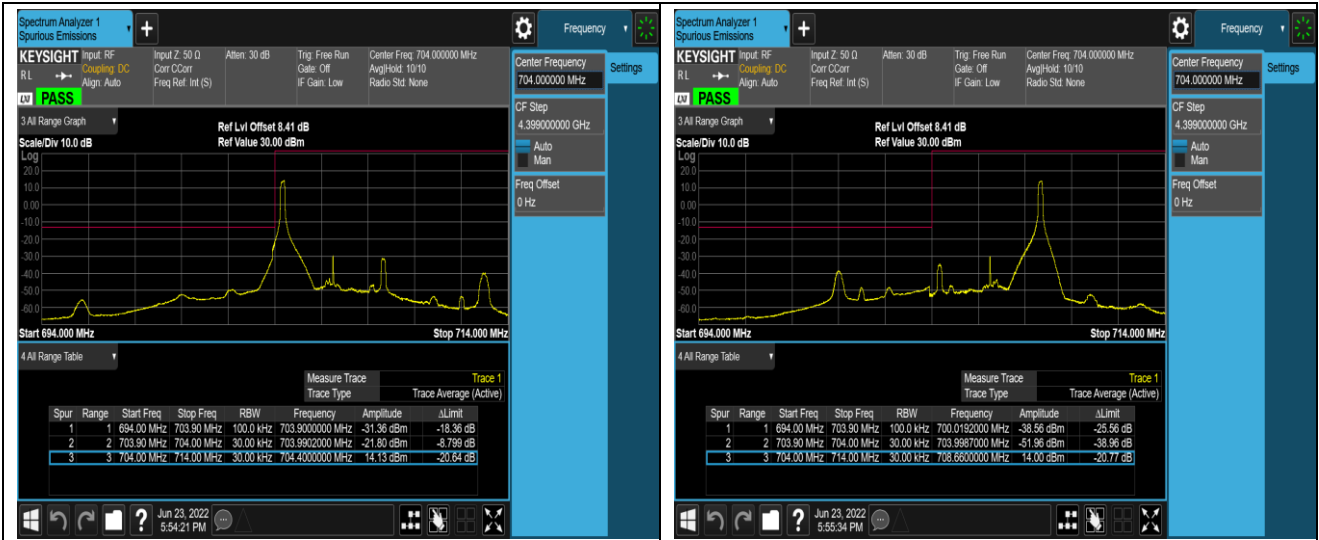 Spectrum Analyzer 1
Spurious Emissions
+
Frequency
KEYSIGHT Input: RF Input Z: 50 Ω Atten: 30 dB Trig: Free Run Center Freq: 704.000000 MHz
RL Coupling: DC Corr CCorr Gate: Off Avg|Hold: 10/10
Align: Auto Freq Ref: Int (S) IF Gain: Low Radio Std: None
LXI PASS
Center Frequency
704.000000 MHz
Settings
CF Step
4.399000000 GHz
Auto
Man
Freq Offset
0 Hz
3 All Range Graph
Ref Lvl Offset 8.41 dB
Scale/Div 10.0 dB Ref Value 30.00 dBm
Log
20.0
10.0
0.00
-10.0
-20.0
-30.0
-40.0
-50.0
-60.0
Start 694.000 MHz Stop 714.000 MHz
4 All Range Table
Measure Trace Trace 1
Trace Type Trace Average (Active)
Spur Range Start Freq Stop Freq RBW Frequency Amplitude ΔLimit
1 1 694.00 MHz 703.90 MHz 100.0 kHz 703.9000000 MHz -31.36 dBm -18.36 dB
2 2 703.90 MHz 704.00 MHz 30.00 kHz 703.9902000 MHz -21.80 dBm -8.799 dB
3 3 704.00 MHz 714.00 MHz 30.00 kHz 704.4000000 MHz 14.13 dBm -20.64 dB
?
Jun 23, 2022
5:54:21 PM
Spectrum Analyzer 1
Spurious Emissions
+
Frequency
KEYSIGHT Input: RF Input Z: 50 Ω Atten: 30 dB Trig: Free Run Center Freq: 704.000000 MHz
RL Coupling: DC Corr CCorr Gate: Off Avg|Hold: 10/10
Align: Auto Freq Ref: Int (S) IF Gain: Low Radio Std: None
LXI PASS
Center Frequency
704.000000 MHz
Settings
CF Step
4.399000000 GHz
Auto
Man
Freq Offset
0 Hz
3 All Range Graph
Ref Lvl Offset 8.41 dB
Scale/Div 10.0 dB Ref Value 30.00 dBm
Log
20.0
10.0
0.00
-10.0
-20.0
-30.0
-40.0
-50.0
-60.0
Start 694.000 MHz Stop 714.000 MHz
4 All Range Table
Measure Trace Trace 1
Trace Type Trace Average (Active)
Spur Range Start Freq Stop Freq RBW Frequency Amplitude ΔLimit
1 1 694.00 MHz 703.90 MHz 100.0 kHz 700.0192000 MHz -38.56 dBm -25.56 dB
2 2 703.90 MHz 704.00 MHz 30.00 kHz 703.9987000 MHz -51.96 dBm -38.96 dB
3 3 704.00 MHz 714.00 MHz 30.00 kHz 708.6600000 MHz 14.00 dBm -20.77 dB
?
Jun 23, 2022
5:55:34 PM